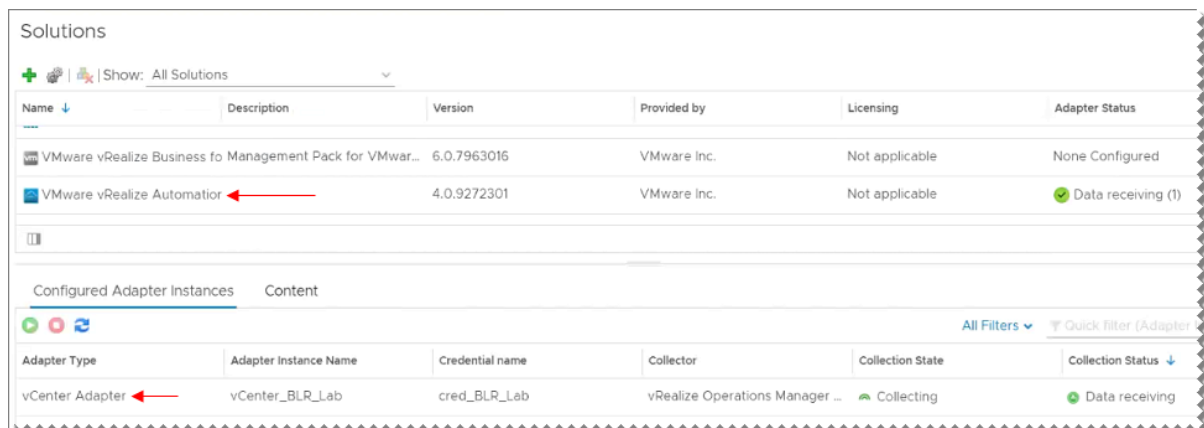 Solutions
Show: All Solutions
Name Description Version Provided by Licensing Adapter Status
vm VMware vRealize Business fo Management Pack for VMwar... 6.0.7963016 VMware Inc. Not applicable None Configured
VMware vRealize Automation 4.0.9272301 VMware Inc. Not applicable Data receiving (1)
Configured Adapter Instances Content
All Filters Quick filter (Adapter
Adapter Type Adapter Instance Name Credential name Collector Collection State Collection Status
vCenter Adapter vCenter_BLR_Lab cred_BLR_Lab vRealize Operations Manager ... Collecting Data receiving